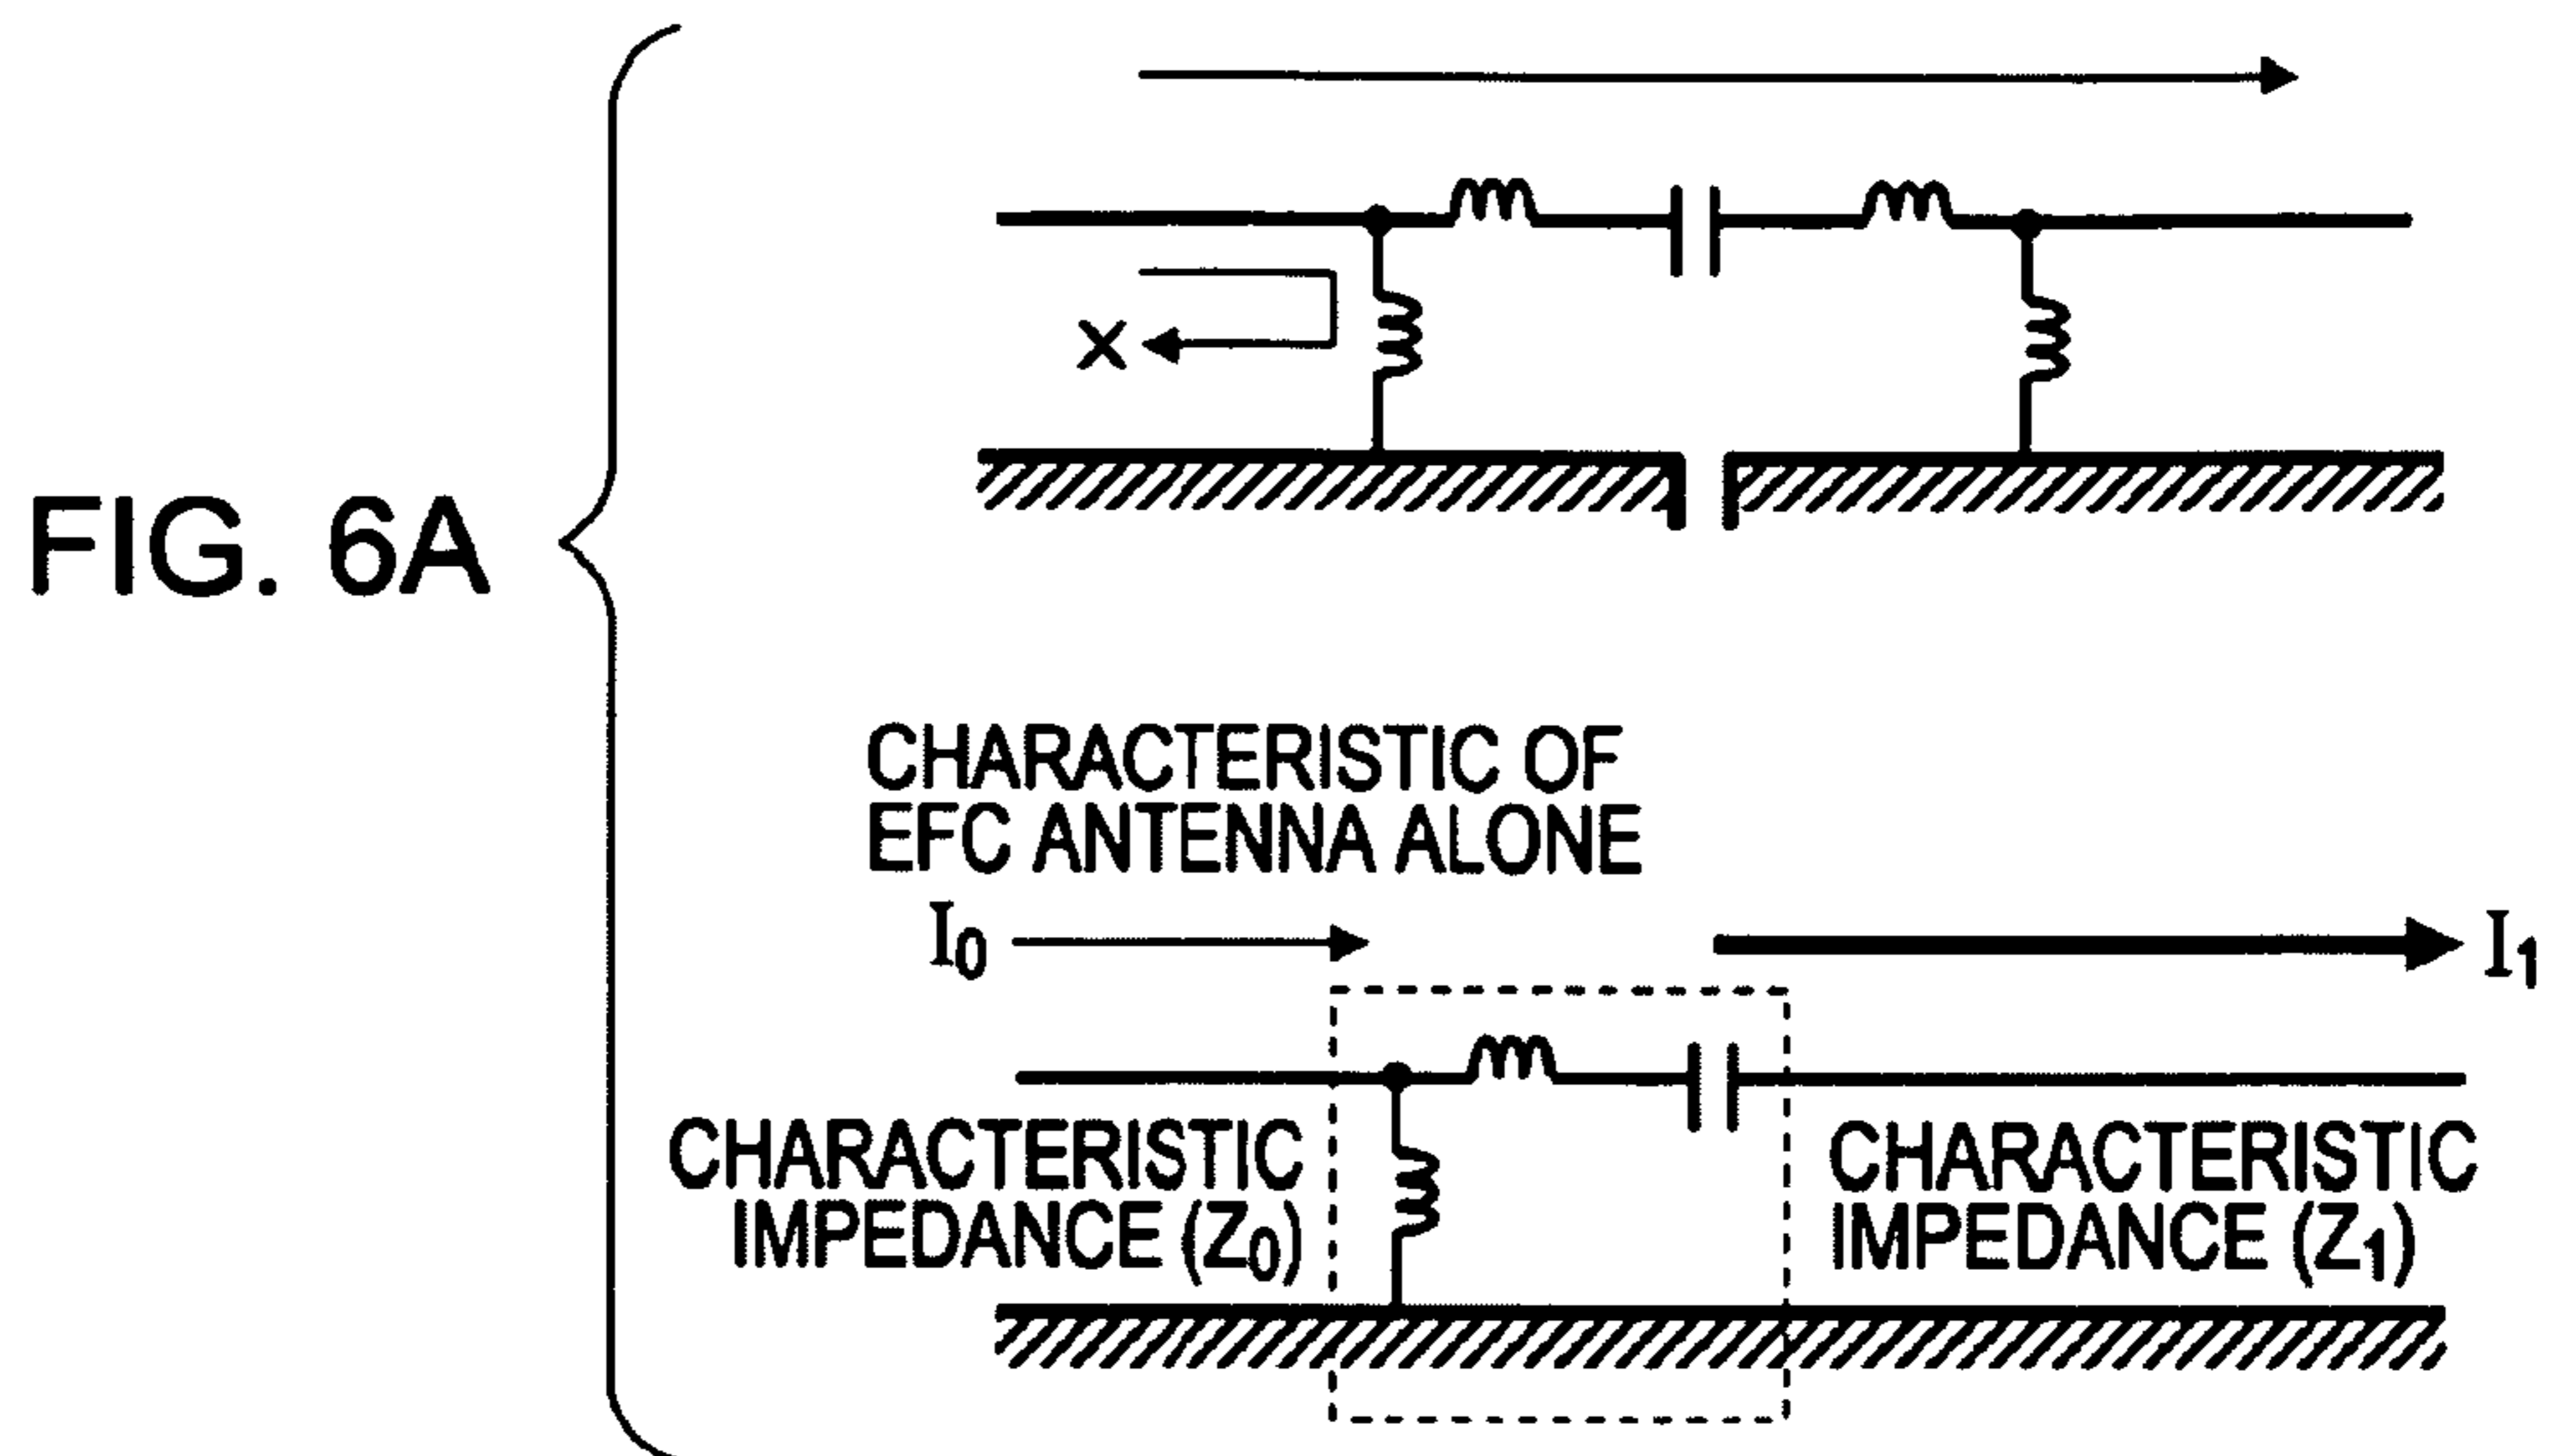 FIG. 6A
X
CHARACTERISTIC OF
EFC ANTENNA ALONE
I0
I1
CHARACTERISTIC
IMPEDANCE (Z0)
CHARACTERISTIC
IMPEDANCE (Z1)